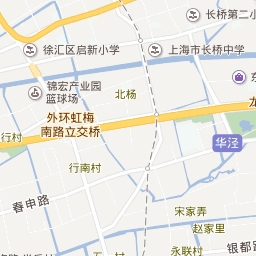 长桥第二小
徐汇区启新小学
上海市长桥中学
锦宏产业园
篮球场
北杨
东
龙
外环虹梅
南路立交桥
行村
华泾
行南村
春申路
宋家弄
赵家里
永联村
银都路